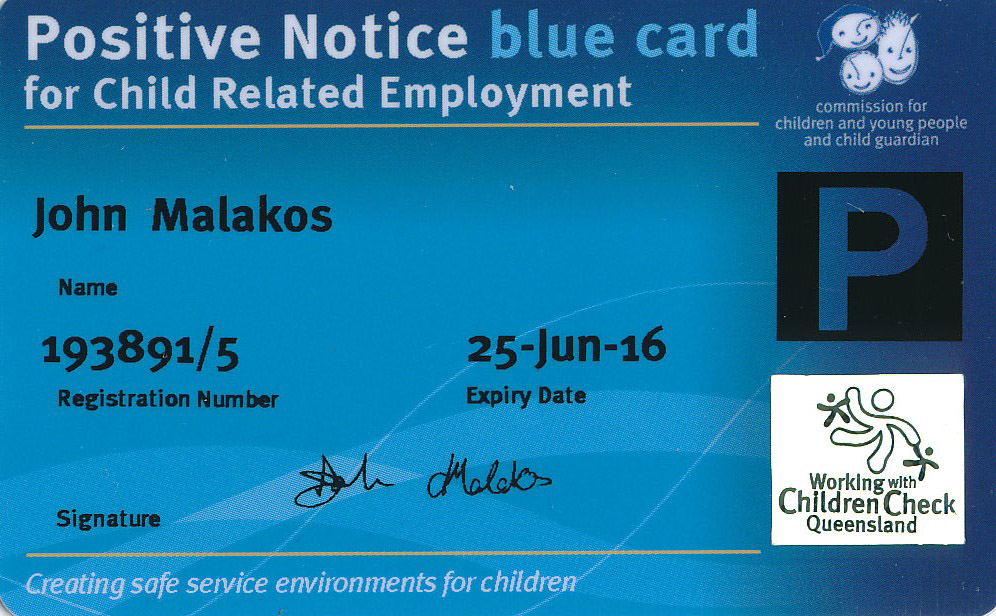 Positive Notice blue card
for Child Related Employment
commission for
children and young people
and child guardian
P
John Malakos
Name
193891/5
25-Jun-16
Registration Number
Expiry Date
John Malakos
Signature
Working with
Children Check
Queensland
Creating safe service environments for children